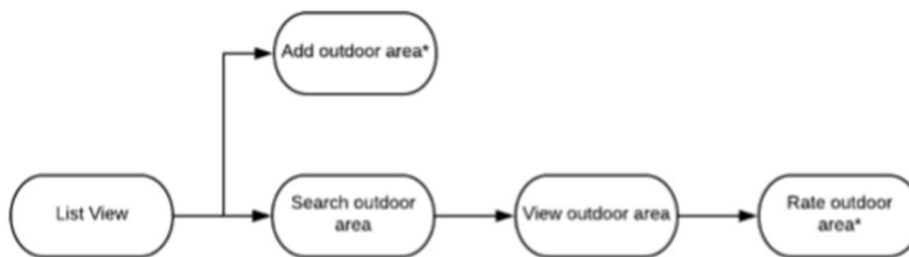 Add outdoor area*
List View
Search outdoor
area
View outdoor area
Rate outdoor
area*